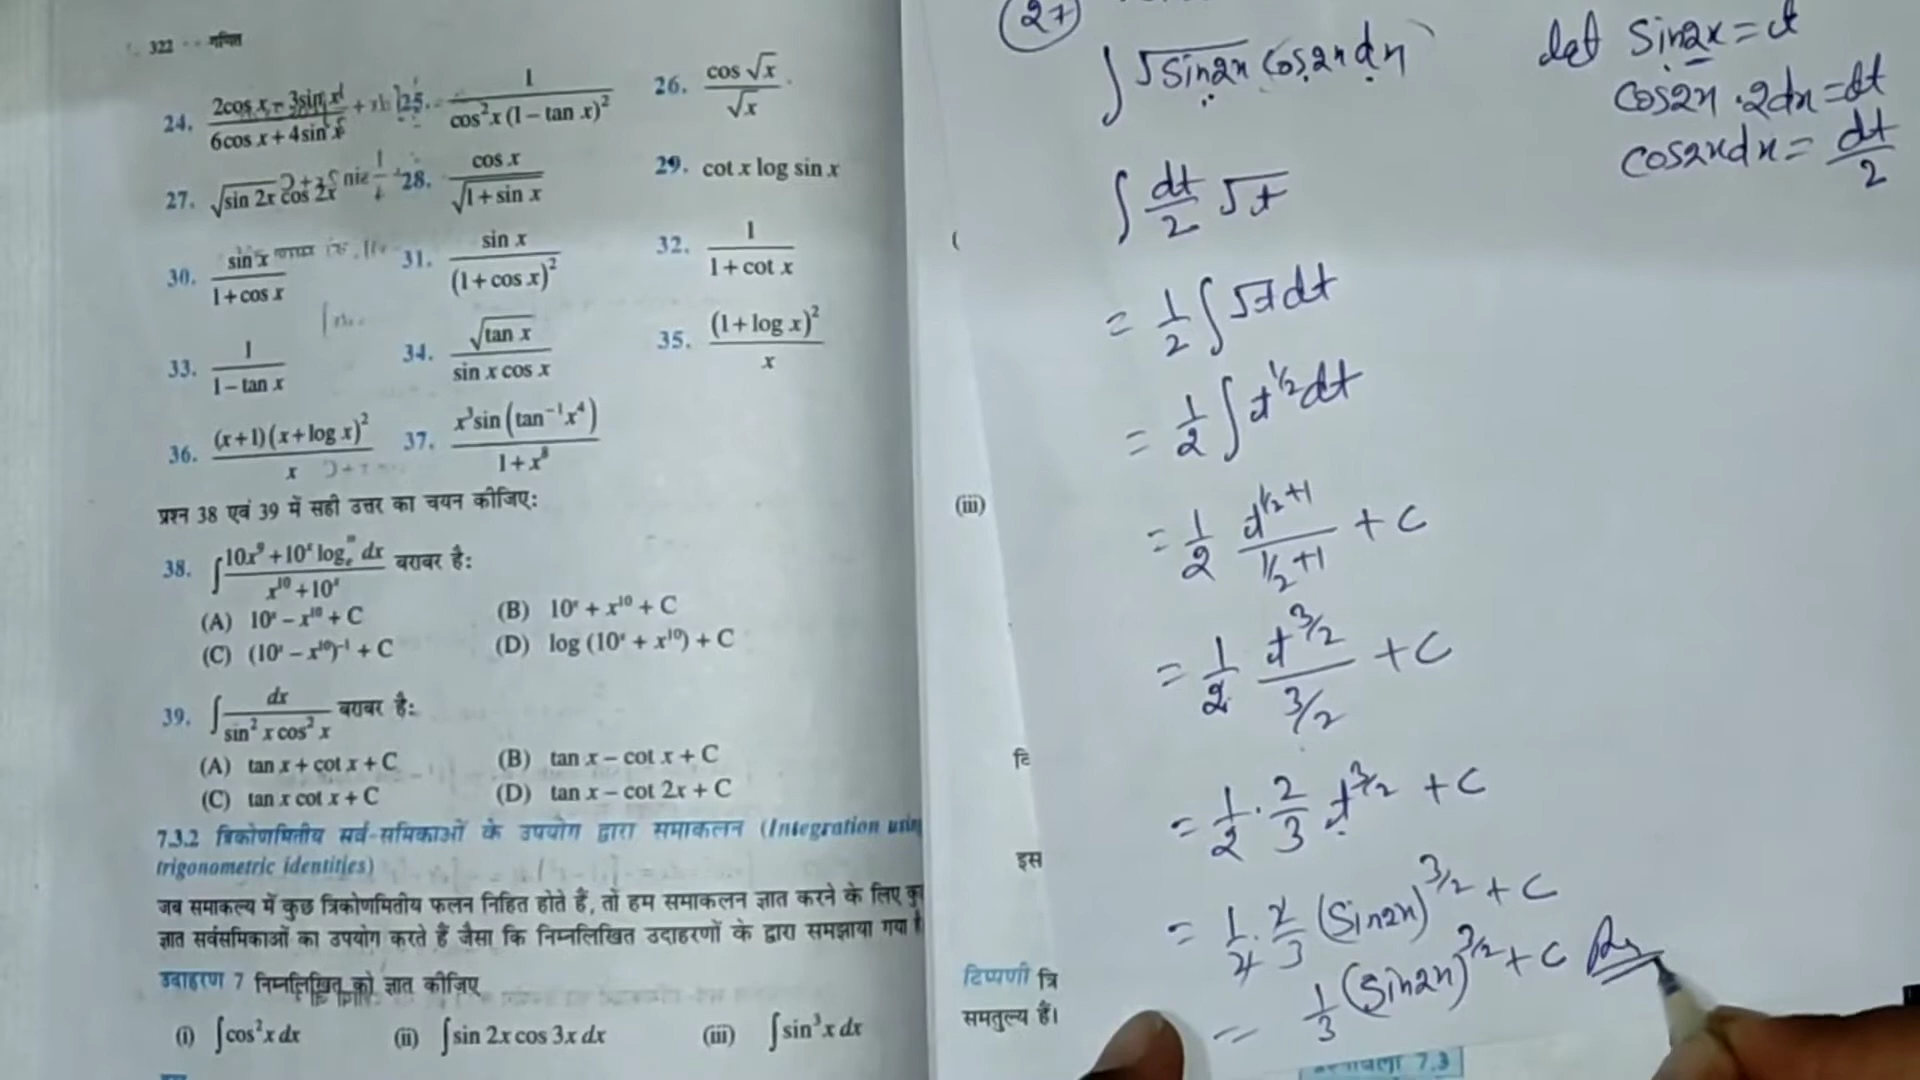 322 गणित
24. (2cos x – 3sin x)/(6cos x + 4sin x) 25. 1/(cos²x (1 – tan x)²) 26. cos √x/√x
27. √sin 2x cos 2x 28. cos x/√(1 + sin x) 29. cot x log sin x
30. sin x/(1 + cos x) 31. sin x/(1 + cos x)² 32. 1/(1 + cot x)
33. 1/(1 – tan x) 34. √tan x/(sin x cos x) 35. (1 + log x)²/x
36. (x+1)(x + log x)²/x 37. x³sin (tan⁻¹x⁴)/(1 + x⁸)
प्रश्न 38 एवं 39 में सही उत्तर का चयन कीजिए:
38. ∫(10x⁹ + 10ˣ logₑ¹⁰ dx)/(x¹⁰ + 10ˣ) बराबर है:
(A) 10ˣ – x¹⁰ + C (B) 10ˣ + x¹⁰ + C
(C) (10ˣ – x¹⁰)⁻¹ + C (D) log (10ˣ + x¹⁰) + C
39. ∫dx/(sin² x cos² x) बराबर है:
(A) tan x + cot x + C (B) tan x – cot x + C
(C) tan x cot x + C (D) tan x – cot 2x + C
7.3.2 त्रिकोणमितीय सर्व-समिकाओं के उपयोग द्वारा समाकलन (Integration using
trigonometric identities)
जब समाकल्य में कुछ त्रिकोणमितीय फलन निहित होते हैं, तो हम समाकलन ज्ञात करने के लिए कु
ज्ञात सर्वसमिकाओं का उपयोग करते हैं जैसा कि निम्नलिखित उदाहरणों के द्वारा समझाया गया है
उदाहरण 7 निम्नलिखित को ज्ञात कीजिए
(i) ∫cos²x dx (ii) ∫sin 2x cos 3x dx (iii) ∫sin³x dx
(iii)
इस
टिप्पणी त्रि
समतुल्य हैं।
27
∫√sin2x cos2x dx
let sin2x = t
cos2x . 2dx = dt
cos2x dx = dt/2
∫ dt/2 √t
= 1/2 ∫√t dt
= 1/2 ∫t^1/2 dt
= 1/2 t^(1/2+1)/(1/2+1) + C
= 1/2 t^3/2/(3/2) + C
= 1/2 . 2/3 t^3/2 + C
= 1/2 . 2/3 (sin2x)^3/2 + C
= 1/3 (sin2x)^3/2 + C Ans
7.3